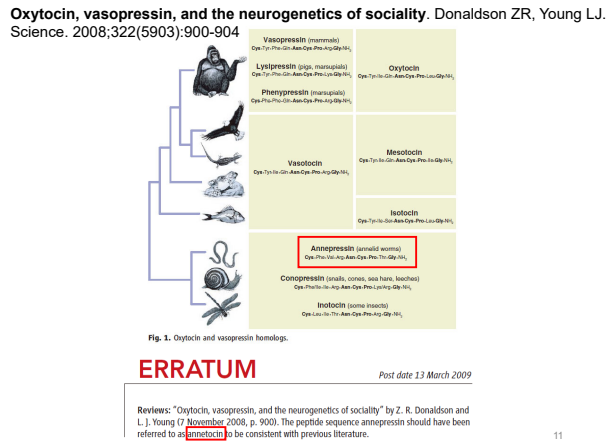 Oxytocin, vasopressin, and the neurogenetics of sociality. Donaldson ZR, Young LJ.
Science. 2008;322(5903):900-904
Vasopressin (mammals)
Cys-Tyr-Phe-Gln-Asn-Cys-Pro-Arg-Gly-NH2
Lysipressin (pigs, marsupials)
Cys-Tyr-Phe-Gln-Asn-Cys-Pro-Lys-Gly-NH2
Phenypressin (marsupials)
Cys-Phe-Phe-Gln-Asn-Cys-Pro-Arg-Gly-NH2
Oxytocin
Cys-Tyr-Ile-Gln-Asn-Cys-Pro-Leu-Gly-NH2
Vasotocin
Cys-Tyr-Ile-Gln-Asn-Cys-Pro-Arg-Gly-NH2
Mesotocin
Cys-Tyr-Ile-Gln-Asn-Cys-Pro-Ile-Gly-NH2
Isotocin
Cys-Tyr-Ile-Ser-Asn-Cys-Pro-Leu-Gly-NH2
Annepressin (annelid worms)
Cys-Phe-Val-Arg-Asn-Cys-Pro-Thr-Gly-NH2
Conopressin (snails, cones, sea hare, leeches)
Cys-Phe/Ile-Ile-Arg-Asn-Cys-Pro-Lys/Arg-Gly-NH2
Inotocin (some insects)
Cys-Leu-Ile-Thr-Asn-Cys-Pro-Arg-Gly-NH2
Fig. 1. Oxytocin and vasopressin homologs.
ERRATUM
Post date 13 March 2009
Reviews: "Oxytocin, vasopressin, and the neurogenetics of sociality" by Z. R. Donaldson and
L. J. Young (7 November 2008, p. 900). The peptide sequence annepressin should have been
referred to as annetocin to be consistent with previous literature.
11